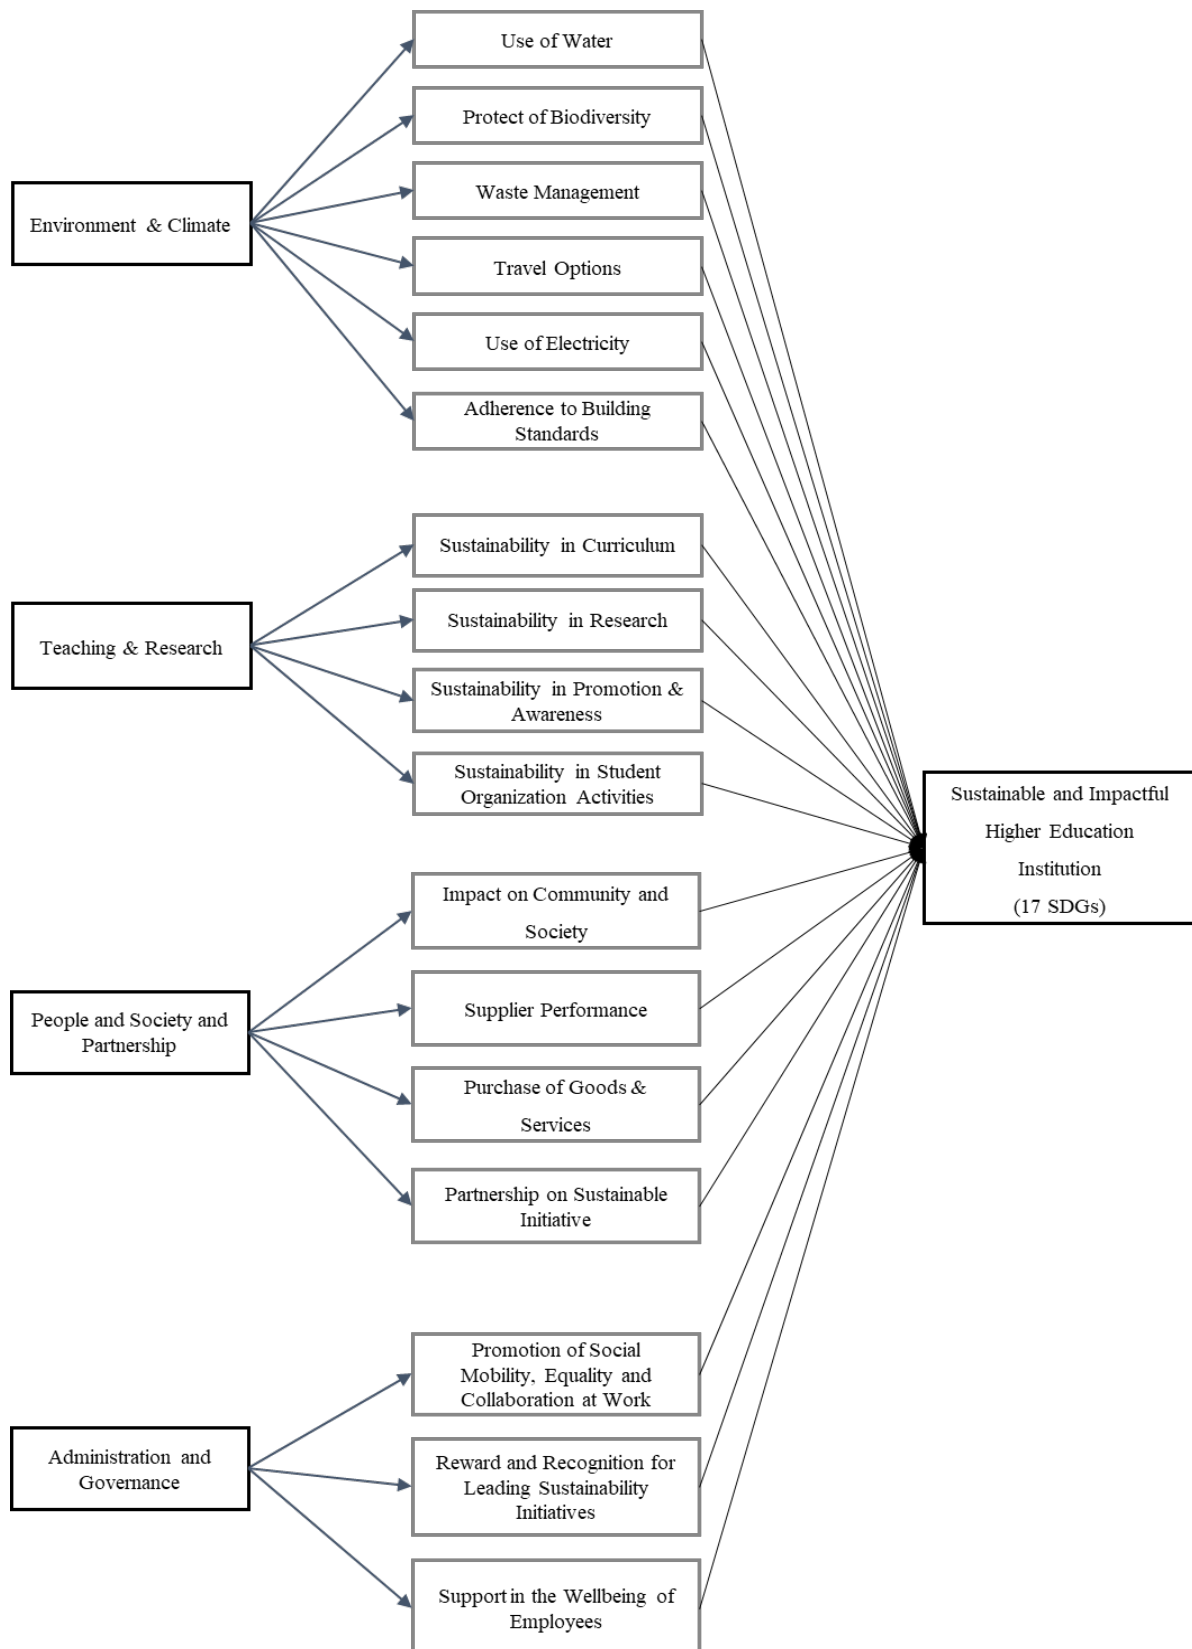 Use of Water
Protect of Biodiversity
Waste Management
Environment & Climate
Travel Options
Use of Electricity
Adherence to Building
Standards
Sustainability in Curriculum
Sustainability in Research
Teaching & Research
Sustainability in Promotion &
Awareness
Sustainability in Student
Organization Activities
Sustainable and Impactful
Higher Education
Institution
(17 SDGs)
Impact on Community and
Society
People and Society and
Partnership
Supplier Performance
Purchase of Goods &
Services
Partnership on Sustainable
Initiative
Promotion of Social
Mobility, Equality and
Collaboration at Work
Administration and
Governance
Reward and Recognition for
Leading Sustainability
Initiatives
Support in the Wellbeing of
Employees